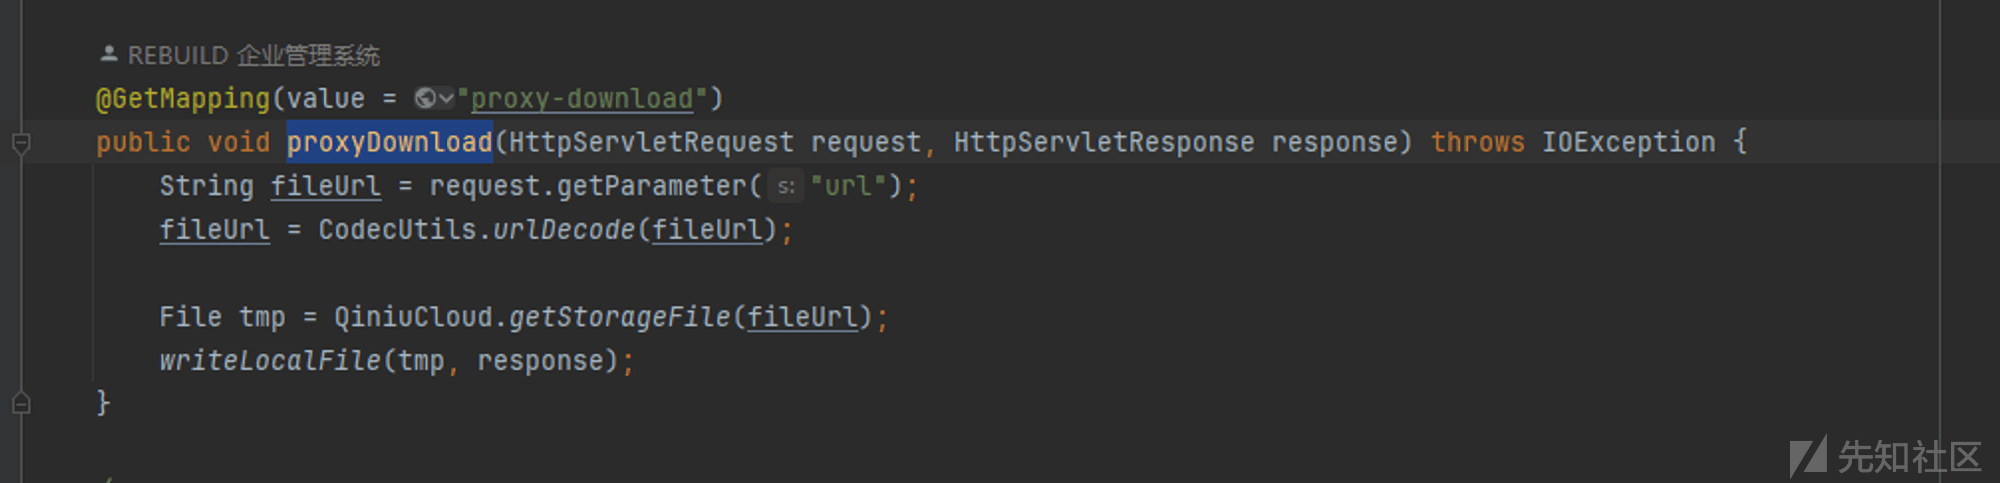 REBUILD 企业管理系统
@GetMapping(value = "proxy-download")
public void proxyDownload(HttpServletRequest request, HttpServletResponse response) throws IOException {
String fileUrl = request.getParameter( s: "url");
fileUrl = CodecUtils.urlDecode(fileUrl);
File tmp = QiniuCloud.getStorageFile(fileUrl);
writeLocalFile(tmp, response);
}
先知社区